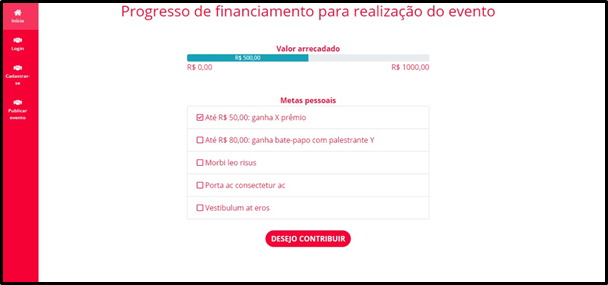 Progresso de financiamento para realização do evento
Início
Login
Cadastrar-
se
Publicar
evento
Valor arrecadado
R$ 500,00
R$ 0,00 R$ 1000,00
Metas pessoais
Até R$ 50,00: ganha X prêmio
Até R$ 80,00: ganha bate-papo com palestrante Y
Morbi leo risus
Porta ac consectetur ac
Vestibulum at eros
DESEJO CONTRIBUIR